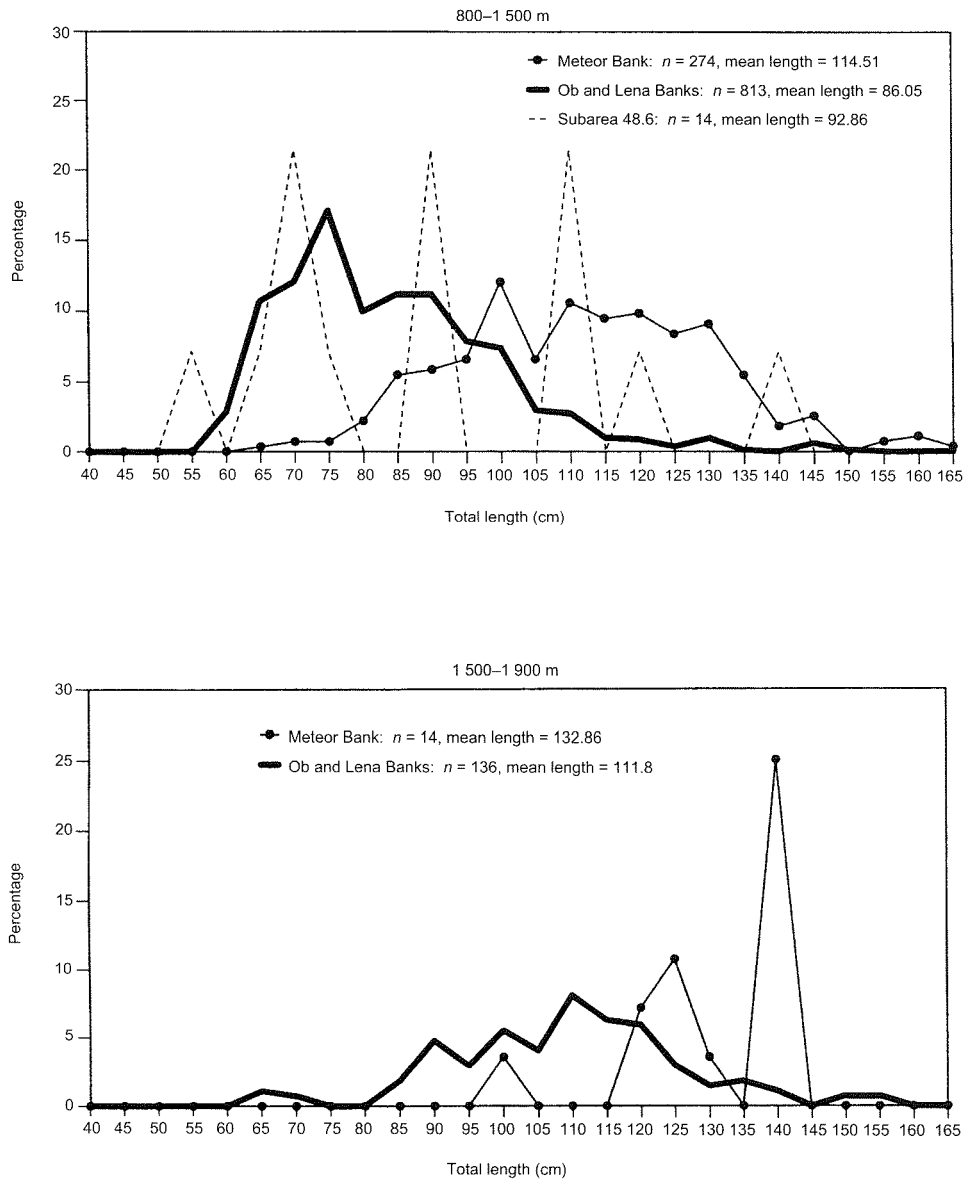 800–1 500 m
30
25
20
15
10
5
0
Percentage
Meteor Bank: n = 274, mean length = 114.51
Ob and Lena Banks: n = 813, mean length = 86.05
Subarea 48.6: n = 14, mean length = 92.86
40 45 50 55 60 65 70 75 80 85 90 95 100 105 110 115 120 125 130 135 140 145 150 155 160 165
Total length (cm)
1 500–1 900 m
30
25
20
15
10
5
0
Percentage
Meteor Bank: n = 14, mean length = 132.86
Ob and Lena Banks: n = 136, mean length = 111.8
40 45 50 55 60 65 70 75 80 85 90 95 100 105 110 115 120 125 130 135 140 145 150 155 160 165
Total length (cm)